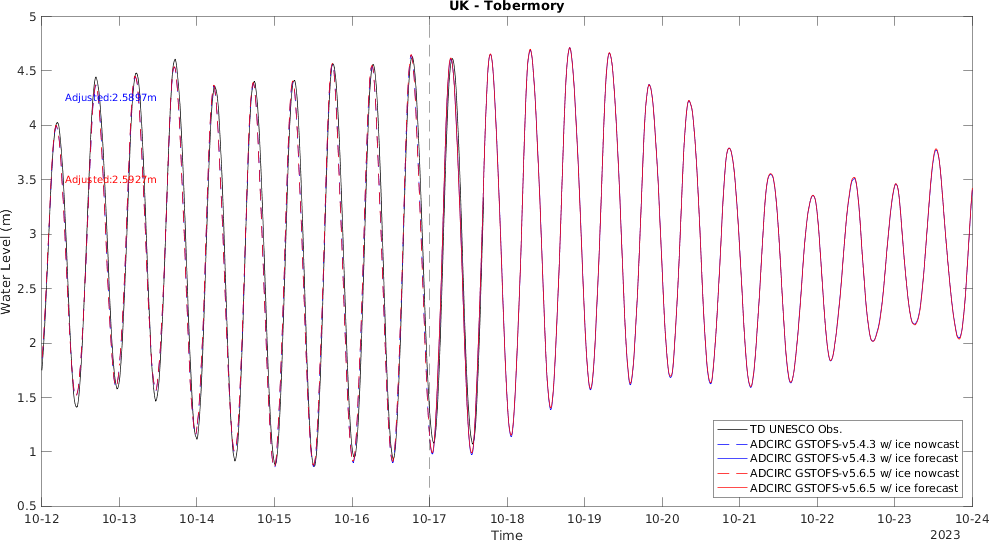 UK - Tobermory
5
4.5
4
3.5
3
2.5
2
1.5
1
0.5
Water Level (m)
Adjusted:2.5897m
Adjusted:2.5927m
TD UNESCO Obs.
ADCIRC GSTOFS-v5.4.3 w/ ice nowcast
ADCIRC GSTOFS-v5.4.3 w/ ice forecast
ADCIRC GSTOFS-v5.6.5 w/ ice nowcast
ADCIRC GSTOFS-v5.6.5 w/ ice forecast
10-12 10-13 10-14 10-15 10-16 10-17 10-18 10-19 10-20 10-21 10-22 10-23 10-24
Time
2023